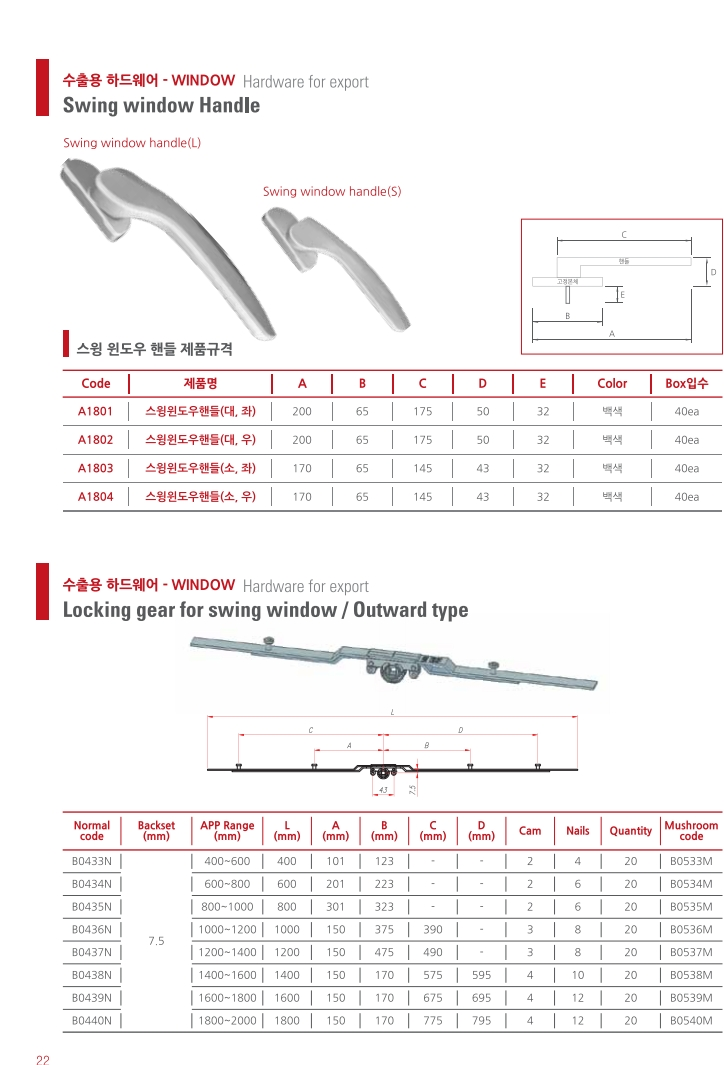 수출용 하드웨어 - WINDOW Hardware for export
Swing window Handle
Swing window handle(L)
Swing window handle(S)
C
핸들
D
고정본체
E
B
A
스윙 윈도우 핸들 제품규격
Code 제품명 A B C D E Color Box입수
A1801 스윙윈도우핸들(대, 좌) 200 65 175 50 32 백색 40ea
A1802 스윙윈도우핸들(대, 우) 200 65 175 50 32 백색 40ea
A1803 스윙윈도우핸들(소, 좌) 170 65 145 43 32 백색 40ea
A1804 스윙윈도우핸들(소, 우) 170 65 145 43 32 백색 40ea
수출용 하드웨어 - WINDOW Hardware for export
Locking gear for swing window / Outward type
L
C D
A B
43 7.5
Normal Backset APP Range L A B C D Cam Nails Quantity Mushroom
code (mm) (mm) (mm) (mm) (mm) (mm) (mm) code
B0433N 400~600 400 101 123 - - 2 4 20 B0533M
B0434N 600~800 600 201 223 - - 2 6 20 B0534M
B0435N 800~1000 800 301 323 - - 2 6 20 B0535M
B0436N 1000~1200 1000 150 375 390 - 3 8 20 B0536M
7.5
B0437N 1200~1400 1200 150 475 490 - 3 8 20 B0537M
B0438N 1400~1600 1400 150 170 575 595 4 10 20 B0538M
B0439N 1600~1800 1600 150 170 675 695 4 12 20 B0539M
B0440N 1800~2000 1800 150 170 775 795 4 12 20 B0540M
22